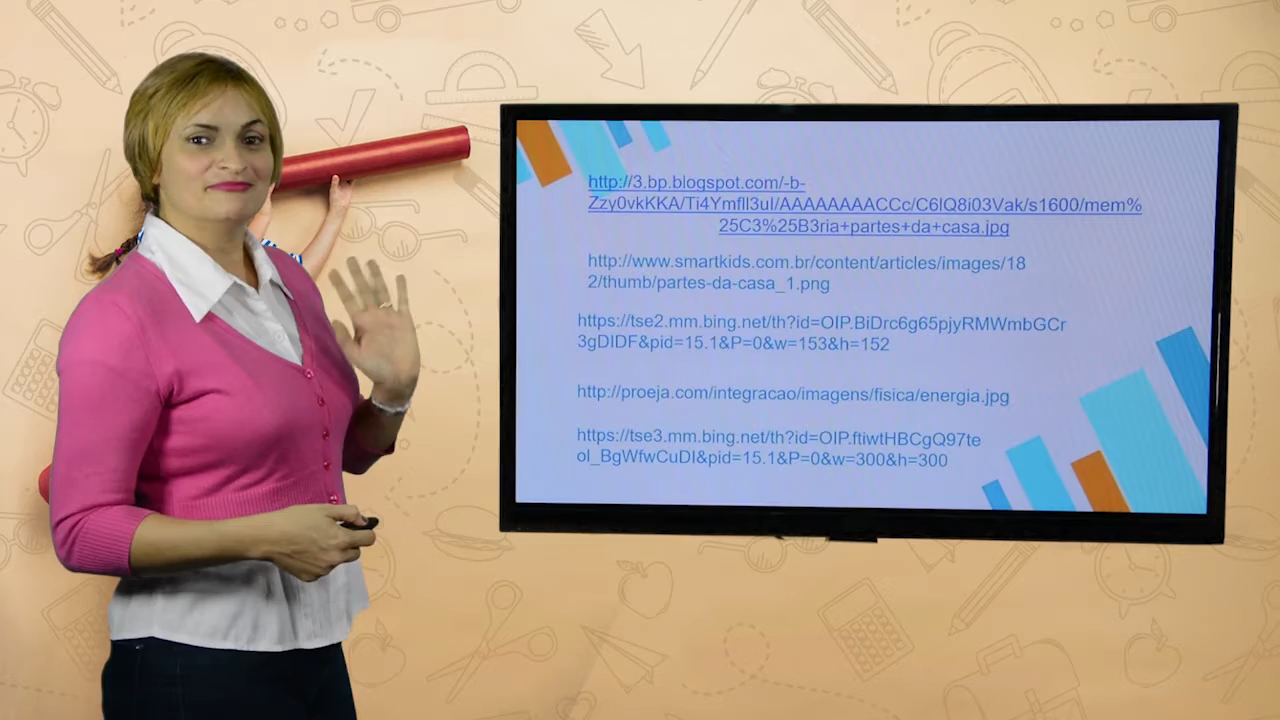 http://3.bp.blogspot.com/-b-
Zzy0vkKKA/Ti4Ymfll3uI/AAAAAAAACCc/C6lQ8i03Vak/s1600/mem%
25C3%25B3ria+partes+da+casa.jpg
http://www.smartkids.com.br/content/articles/images/18
2/thumb/partes-da-casa_1.png
https://tse2.mm.bing.net/th?id=OIP.BiDrc6g65pjyRMWmbGCr
3gDIDF&pid=15.1&P=0&w=153&h=152
http://proeja.com/integracao/imagens/fisica/energia.jpg
https://tse3.mm.bing.net/th?id=OIP.ftiwtHBCgQ97te
ol_BgWfwCuDI&pid=15.1&P=0&w=300&h=300